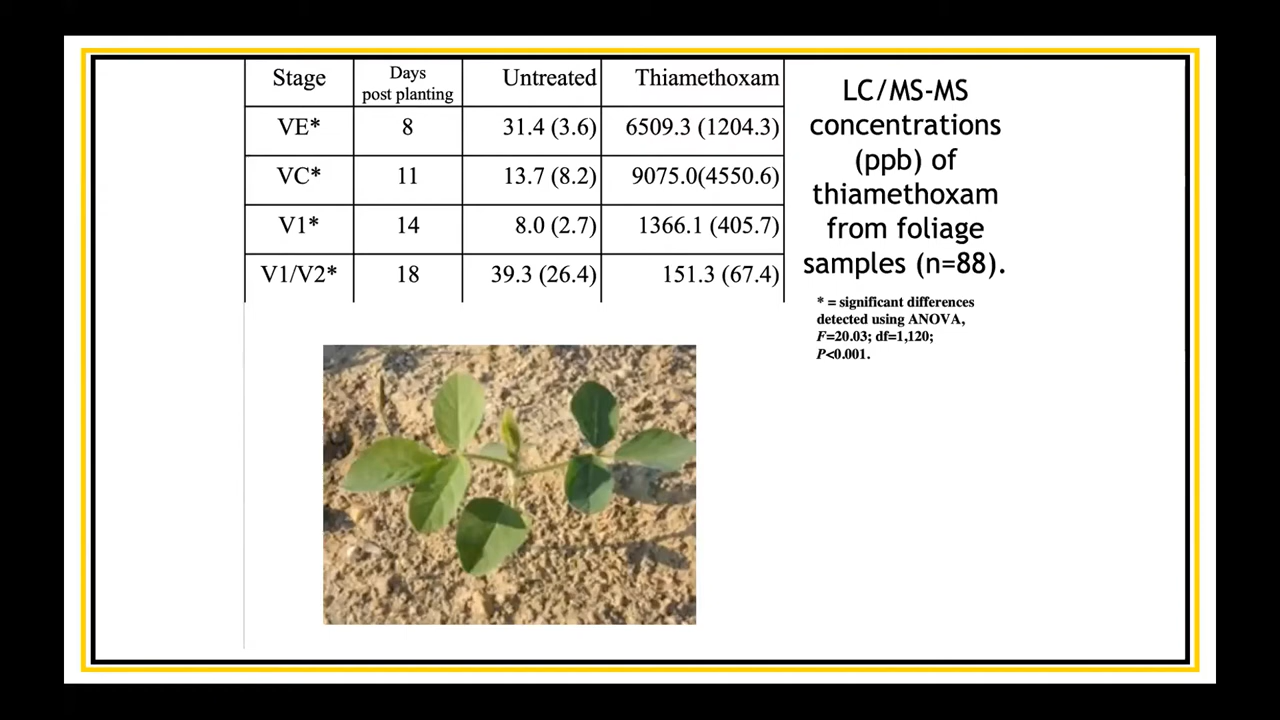 Stage Days post planting Untreated Thiamethoxam
VE* 8 31.4 (3.6) 6509.3 (1204.3)
VC* 11 13.7 (8.2) 9075.0(4550.6)
V1* 14 8.0 (2.7) 1366.1 (405.7)
V1/V2* 18 39.3 (26.4) 151.3 (67.4)
LC/MS-MS
concentrations
(ppb) of
thiamethoxam
from foliage
samples (n=88).
* = significant differences
detected using ANOVA,
F=20.03; df=1,120;
P<0.001.